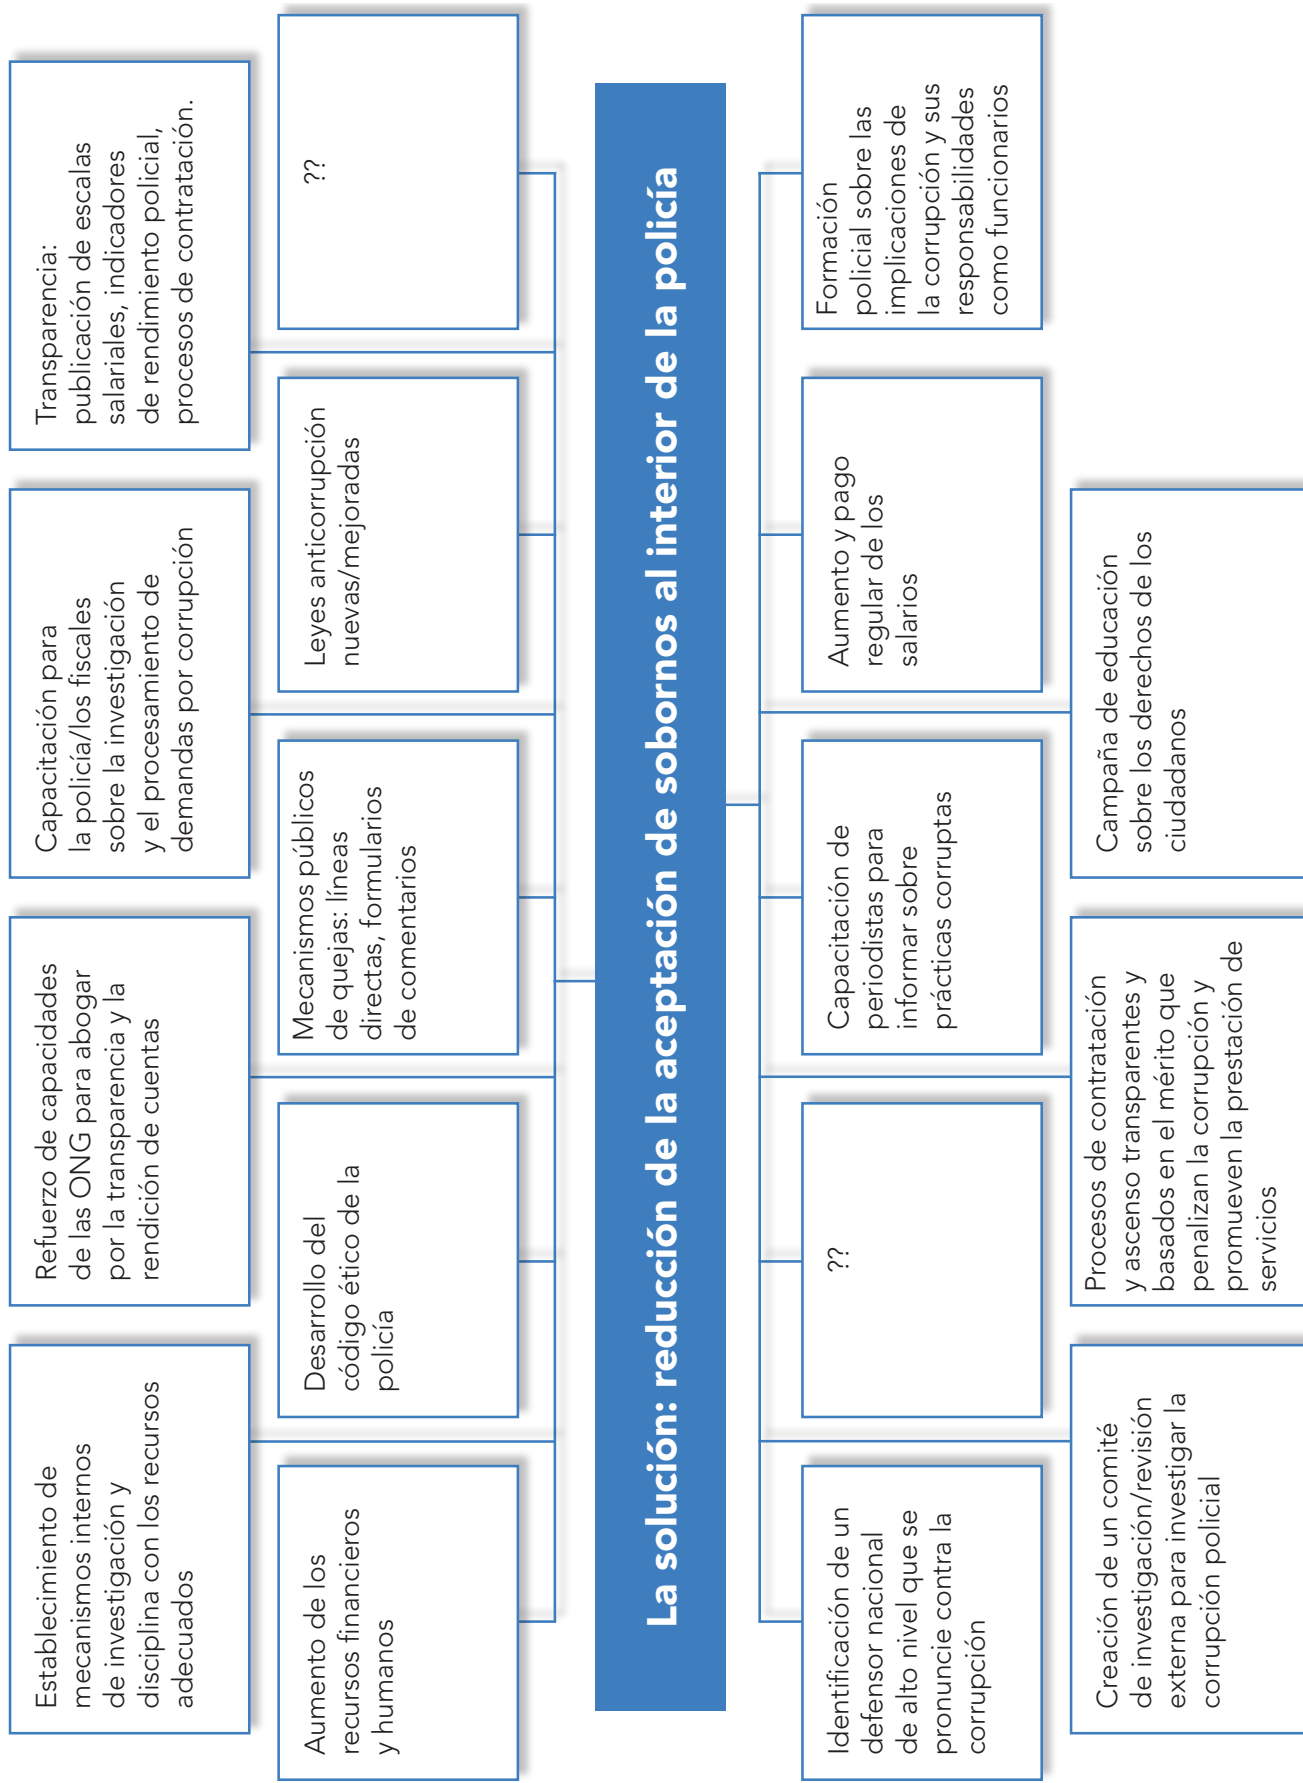 Establecimiento de
mecanismos internos
de investigación y
disciplina con los recursos
adecuados
Refuerzo de capacidades
de las ONG para abogar
por la transparencia y la
rendición de cuentas
Capacitación para
la policía/los fiscales
sobre la investigación
y el procesamiento de
demandas por corrupción
Transparencia:
publicación de escalas
salariales, indicadores
de rendimiento policial,
procesos de contratación.
Aumento de los
recursos financieros
y humanos
Desarrollo del
código ético de la
policía
Mecanismos públicos
de quejas: líneas
directas, formularios
de comentarios
Leyes anticorrupción
nuevas/mejoradas
??
La solución: reducción de la aceptación de sobornos al interior de la policía
Identificación de un
defensor nacional
de alto nivel que se
pronuncie contra la
corrupción
??
Capacitación de
periodistas para
informar sobre
prácticas corruptas
Aumento y pago
regular de los
salarios
Formación
policial sobre las
implicaciones de
la corrupción y sus
responsabilidades
como funcionarios
Creación de un comité
de investigación/revisión
externa para investigar la
corrupción policial
Procesos de contratación
y ascenso transparentes y
basados en el mérito que
penalizan la corrupción y
promueven la prestación de
servicios
Campaña de educación
sobre los derechos de los
ciudadanos